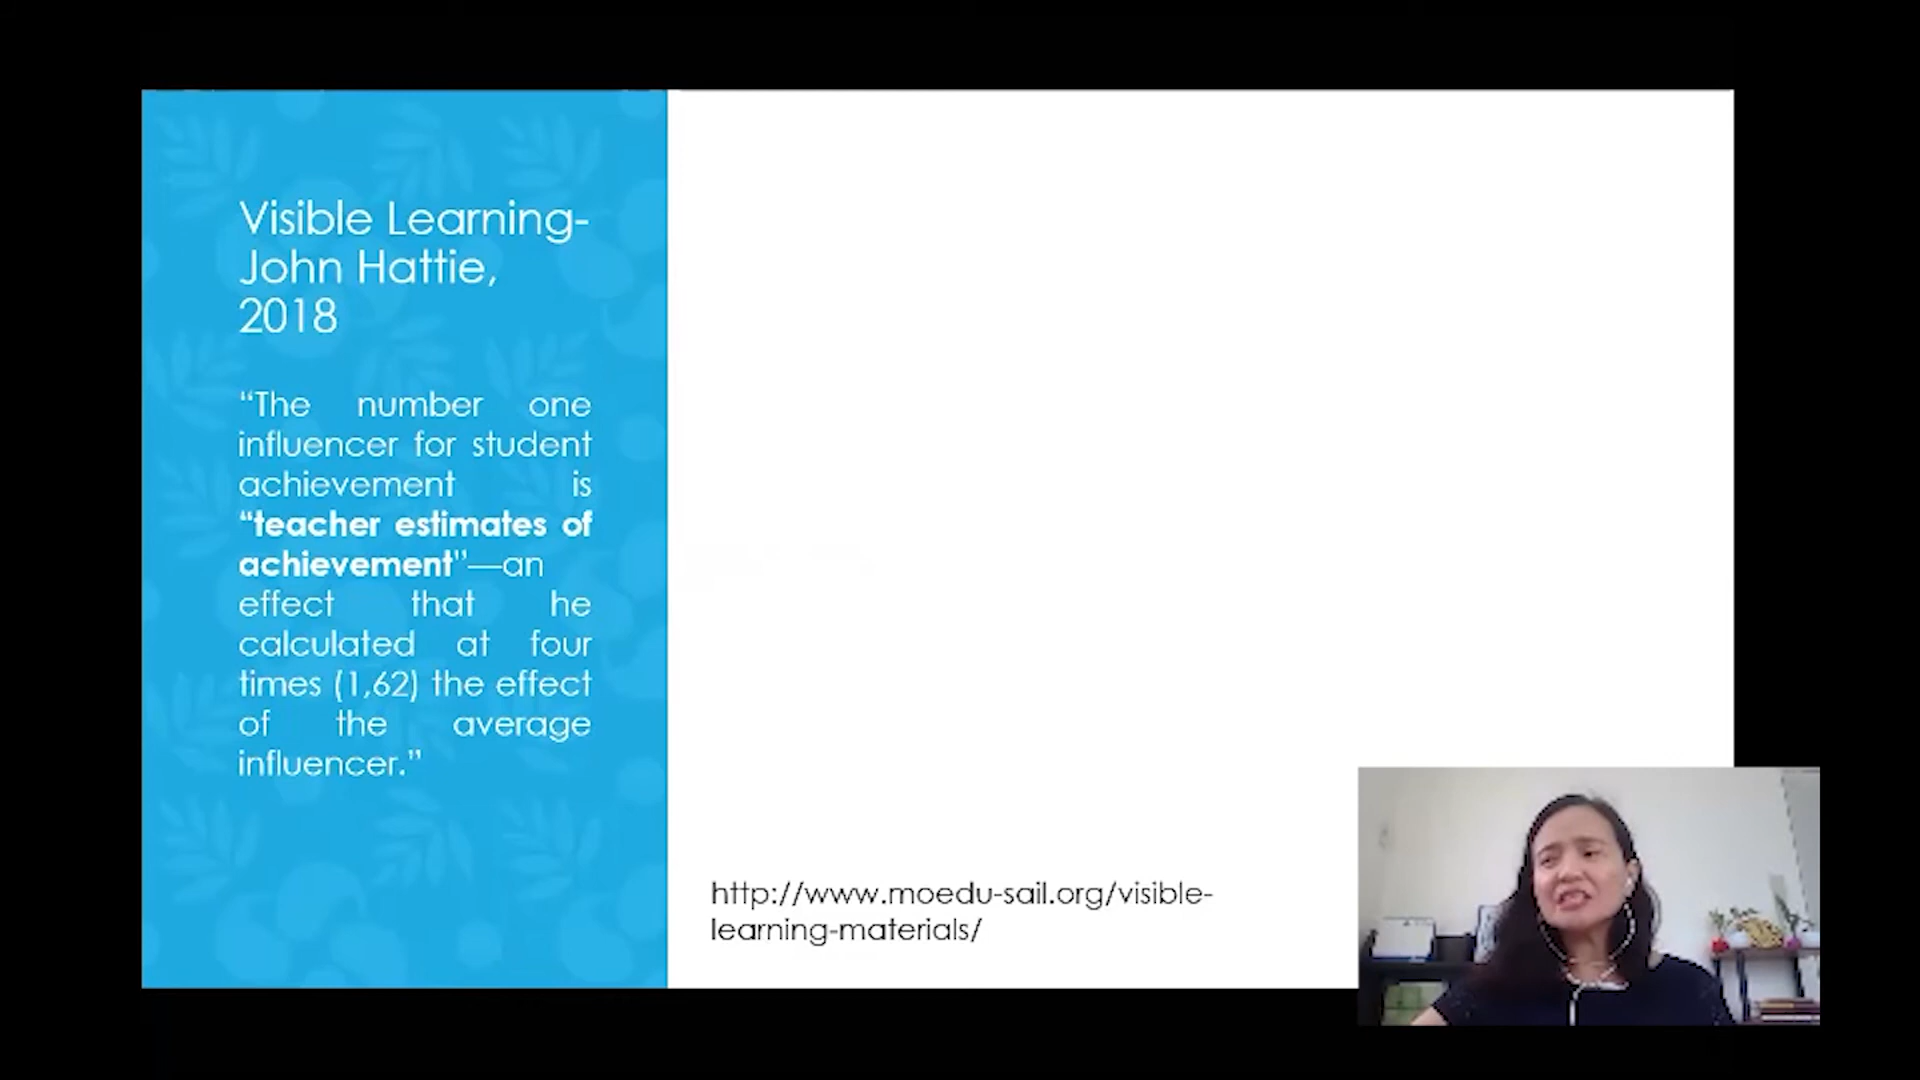 Visible Learning-
John Hattie,
2018
“The number one
influencer for student
achievement is
“teacher estimates of
achievement”—an
effect that he
calculated at four
times (1,62) the effect
of the average
influencer.”
http://www.moedu-sail.org/visible-
learning-materials/